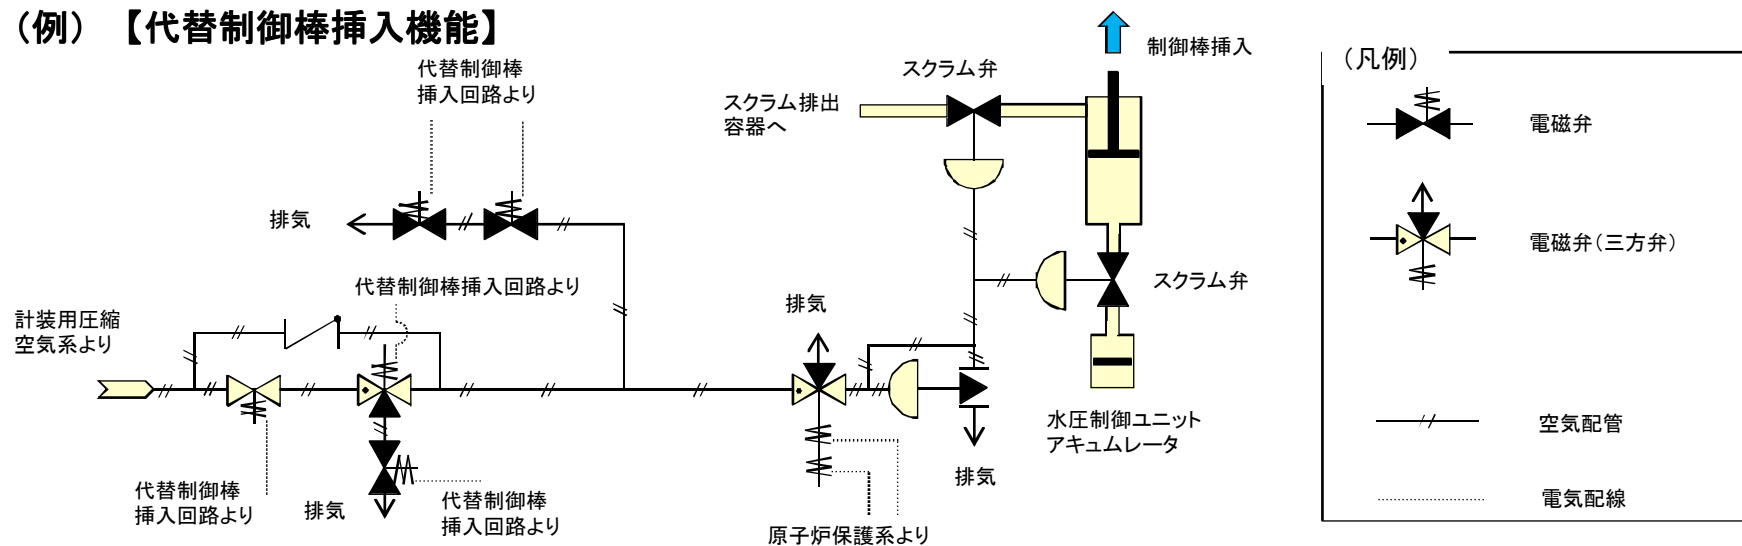 (例)【代替制御棒挿入機能】
代替制御棒
挿入回路より
スクラム弁
制御棒挿入
スクラム排出
容器へ
排気
代替制御棒挿入回路より
計装用圧縮
空気系より
排気
スクラム弁
水圧制御ユニット
アキュムレータ
排気
代替制御棒
挿入回路より
排気
代替制御棒
挿入回路より
原子炉保護系より
(凡例)
電磁弁
電磁弁(三方弁)
空気配管
電気配線